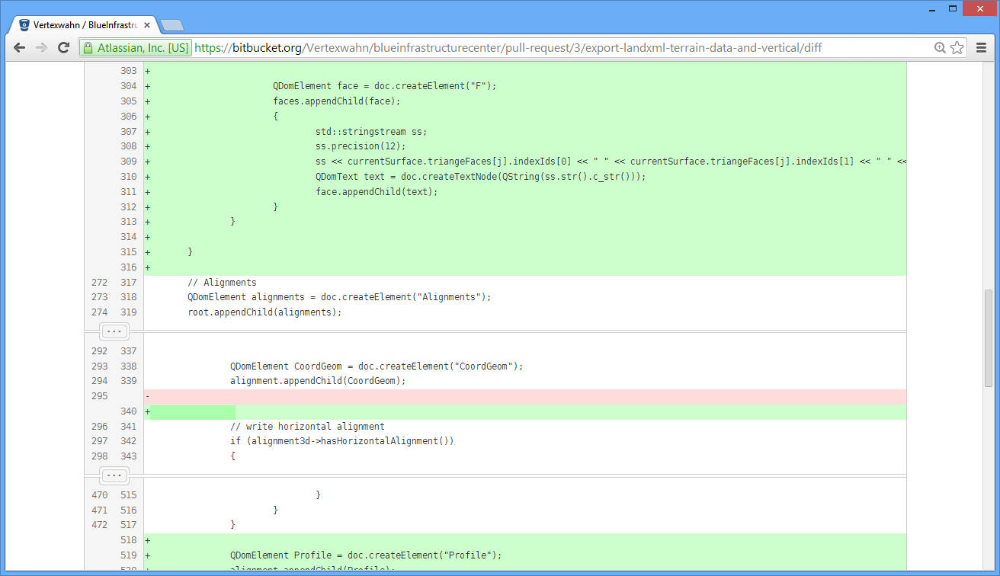 Vertexwahn / BlueInfrastru
Atlassian, Inc. [US] https://bitbucket.org/Vertexwahn/blueinfrastructurecenter/pull-request/3/export-landxml-terrain-data-and-vertical/diff
303 +
304 + QDomElement face = doc.createElement("F");
305 + faces.appendChild(face);
306 + {
307 + std::stringstream ss;
308 + ss.precision(12);
309 + ss << currentSurface.triangeFaces[j].indexIds[0] << " " << currentSurface.triangeFaces[j].indexIds[1] << " " <<
310 + QDomText text = doc.createTextNode(QString(ss.str().c_str()));
311 + face.appendChild(text);
312 + }
313 + }
314 +
315 + }
316 +
272 317 // Alignments
273 318 QDomElement alignments = doc.createElement("Alignments");
274 319 root.appendChild(alignments);
...
292 337
293 338 QDomElement CoordGeom = doc.createElement("CoordGeom");
294 339 alignment.appendChild(CoordGeom);
295 -
340 +
296 341 // write horizontal alignment
297 342 if (alignment3d->hasHorizontalAlignment())
298 343 {
...
470 515 }
471 516 }
472 517 }
518 +
519 + QDomElement Profile = doc.createElement("Profile");
520 + alignment.appendChild(Profile);